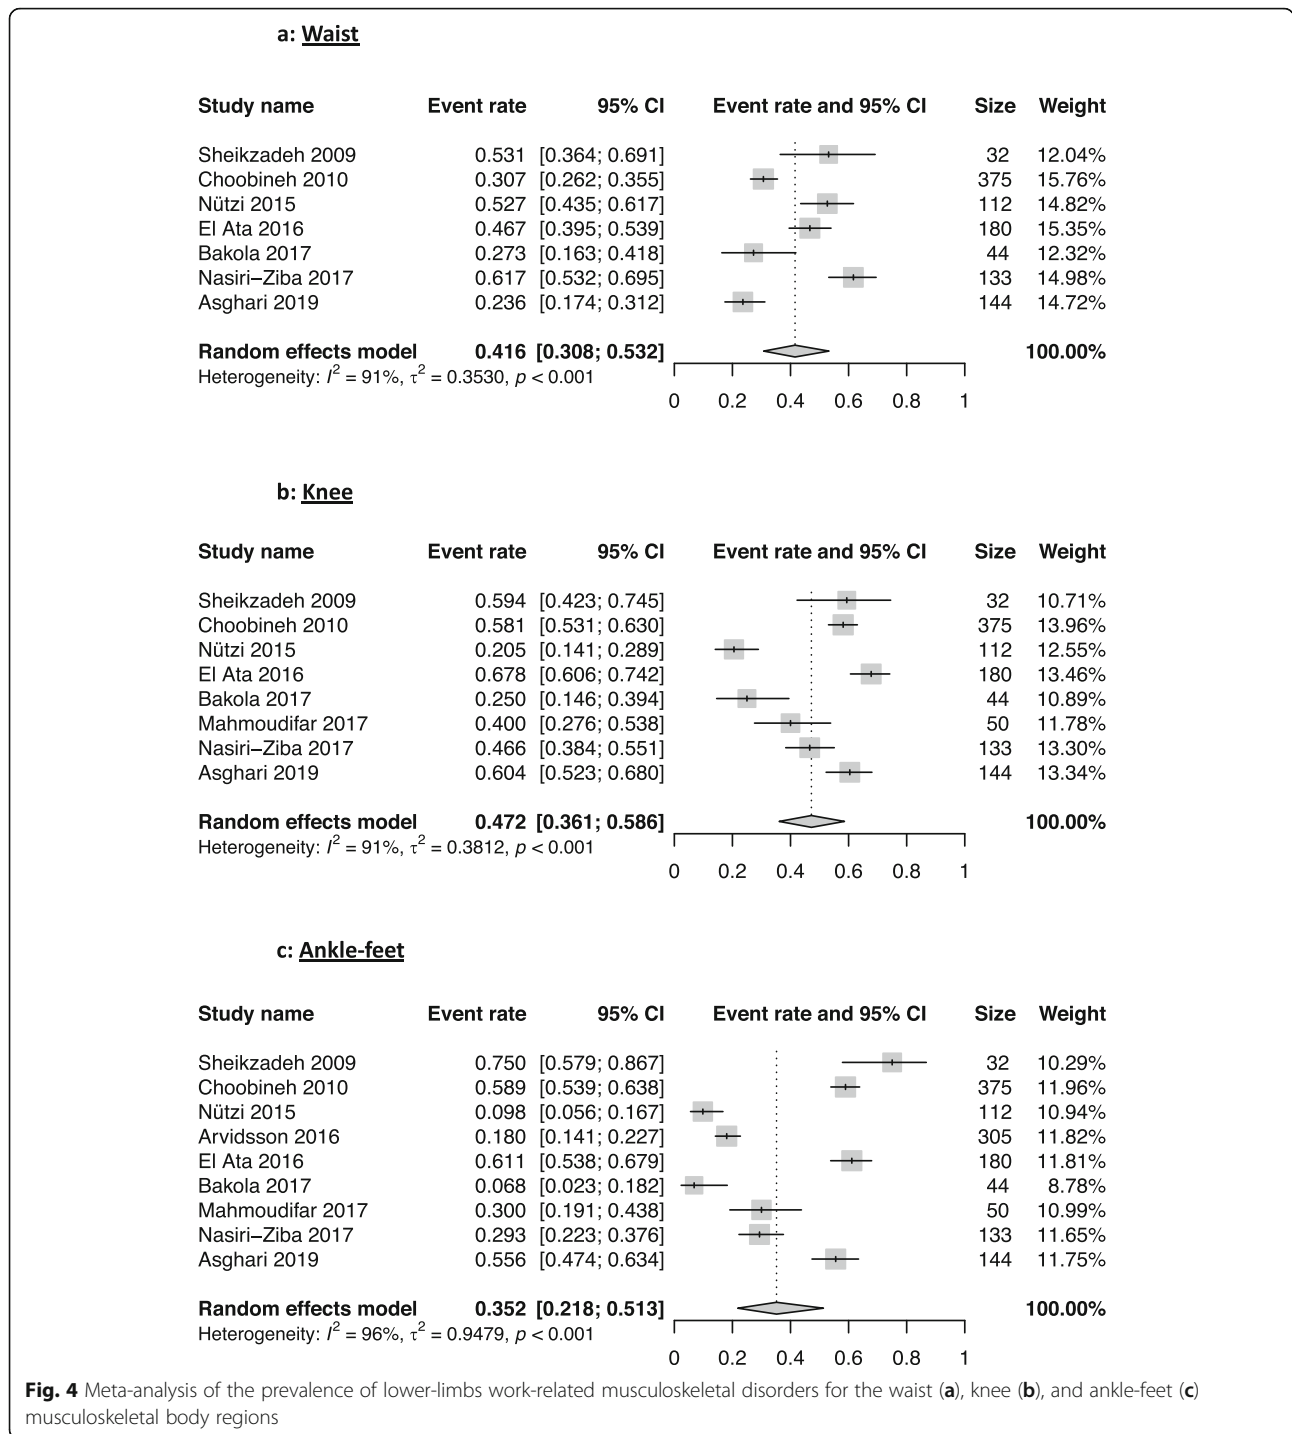 a: Waist
Study name Event rate 95% CI Event rate and 95% CI Size Weight
Sheikzadeh 2009 0.531 [0.364; 0.691] 32 12.04%
Choobineh 2010 0.307 [0.262; 0.355] 375 15.76%
Nützi 2015 0.527 [0.435; 0.617] 112 14.82%
El Ata 2016 0.467 [0.395; 0.539] 180 15.35%
Bakola 2017 0.273 [0.163; 0.418] 44 12.32%
Nasiri−Ziba 2017 0.617 [0.532; 0.695] 133 14.98%
Asghari 2019 0.236 [0.174; 0.312] 144 14.72%
Random effects model 0.416 [0.308; 0.532] 100.00%
Heterogeneity: I² = 91%, τ² = 0.3530, p < 0.001
0 0.2 0.4 0.6 0.8 1
b: Knee
Study name Event rate 95% CI Event rate and 95% CI Size Weight
Sheikzadeh 2009 0.594 [0.423; 0.745] 32 10.71%
Choobineh 2010 0.581 [0.531; 0.630] 375 13.96%
Nützi 2015 0.205 [0.141; 0.289] 112 12.55%
El Ata 2016 0.678 [0.606; 0.742] 180 13.46%
Bakola 2017 0.250 [0.146; 0.394] 44 10.89%
Mahmoudifar 2017 0.400 [0.276; 0.538] 50 11.78%
Nasiri−Ziba 2017 0.466 [0.384; 0.551] 133 13.30%
Asghari 2019 0.604 [0.523; 0.680] 144 13.34%
Random effects model 0.472 [0.361; 0.586] 100.00%
Heterogeneity: I² = 91%, τ² = 0.3812, p < 0.001
0 0.2 0.4 0.6 0.8 1
c: Ankle-feet
Study name Event rate 95% CI Event rate and 95% CI Size Weight
Sheikzadeh 2009 0.750 [0.579; 0.867] 32 10.29%
Choobineh 2010 0.589 [0.539; 0.638] 375 11.96%
Nützi 2015 0.098 [0.056; 0.167] 112 10.94%
Arvidsson 2016 0.180 [0.141; 0.227] 305 11.82%
El Ata 2016 0.611 [0.538; 0.679] 180 11.81%
Bakola 2017 0.068 [0.023; 0.182] 44 8.78%
Mahmoudifar 2017 0.300 [0.191; 0.438] 50 10.99%
Nasiri−Ziba 2017 0.293 [0.223; 0.376] 133 11.65%
Asghari 2019 0.556 [0.474; 0.634] 144 11.75%
Random effects model 0.352 [0.218; 0.513] 100.00%
Heterogeneity: I² = 96%, τ² = 0.9479, p < 0.001
0 0.2 0.4 0.6 0.8 1
Fig. 4 Meta-analysis of the prevalence of lower-limbs work-related musculoskeletal disorders for the waist (a), knee (b), and ankle-feet (c)
musculoskeletal body regions